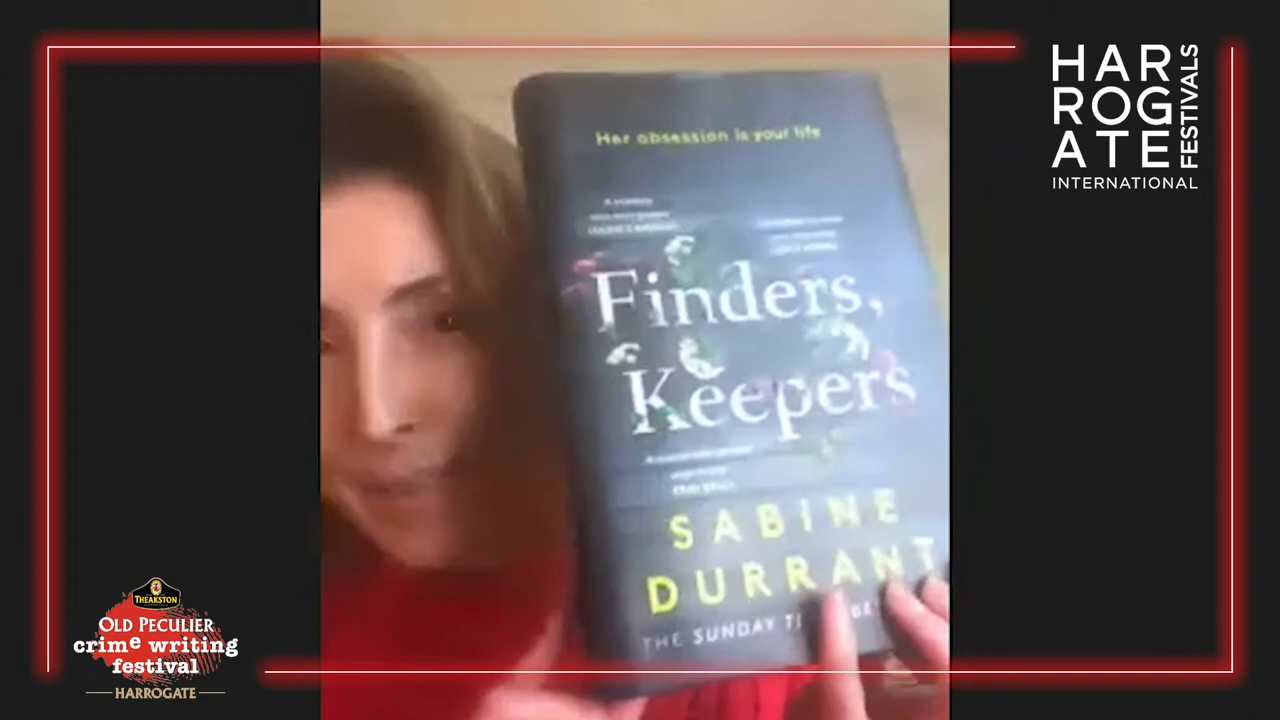 HAR
ROG
ATE
FESTIVALS
INTERNATIONAL
Her obsession is your life
Finders,
Keepers
SABINE
DURRANT
THE SUNDAY
THEAKSTON
OLD PECULIER
crime writing
festival
HARROGATE